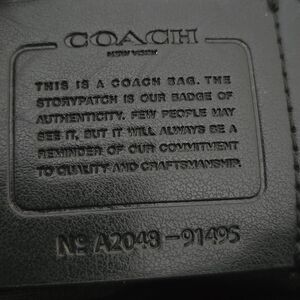 COACH
NEW YORK
THIS IS A COACH BAG. THE
STORYPATCH IS OUR BADGE OF
AUTHENTICITY. FEW PEOPLE MAY
SEE IT, BUT IT WILL ALWAYS BE A
REMINDER OF OUR COMMITMENT
TO QUALITY AND CRAFTSMANSHIP.
Nº A2048-91495